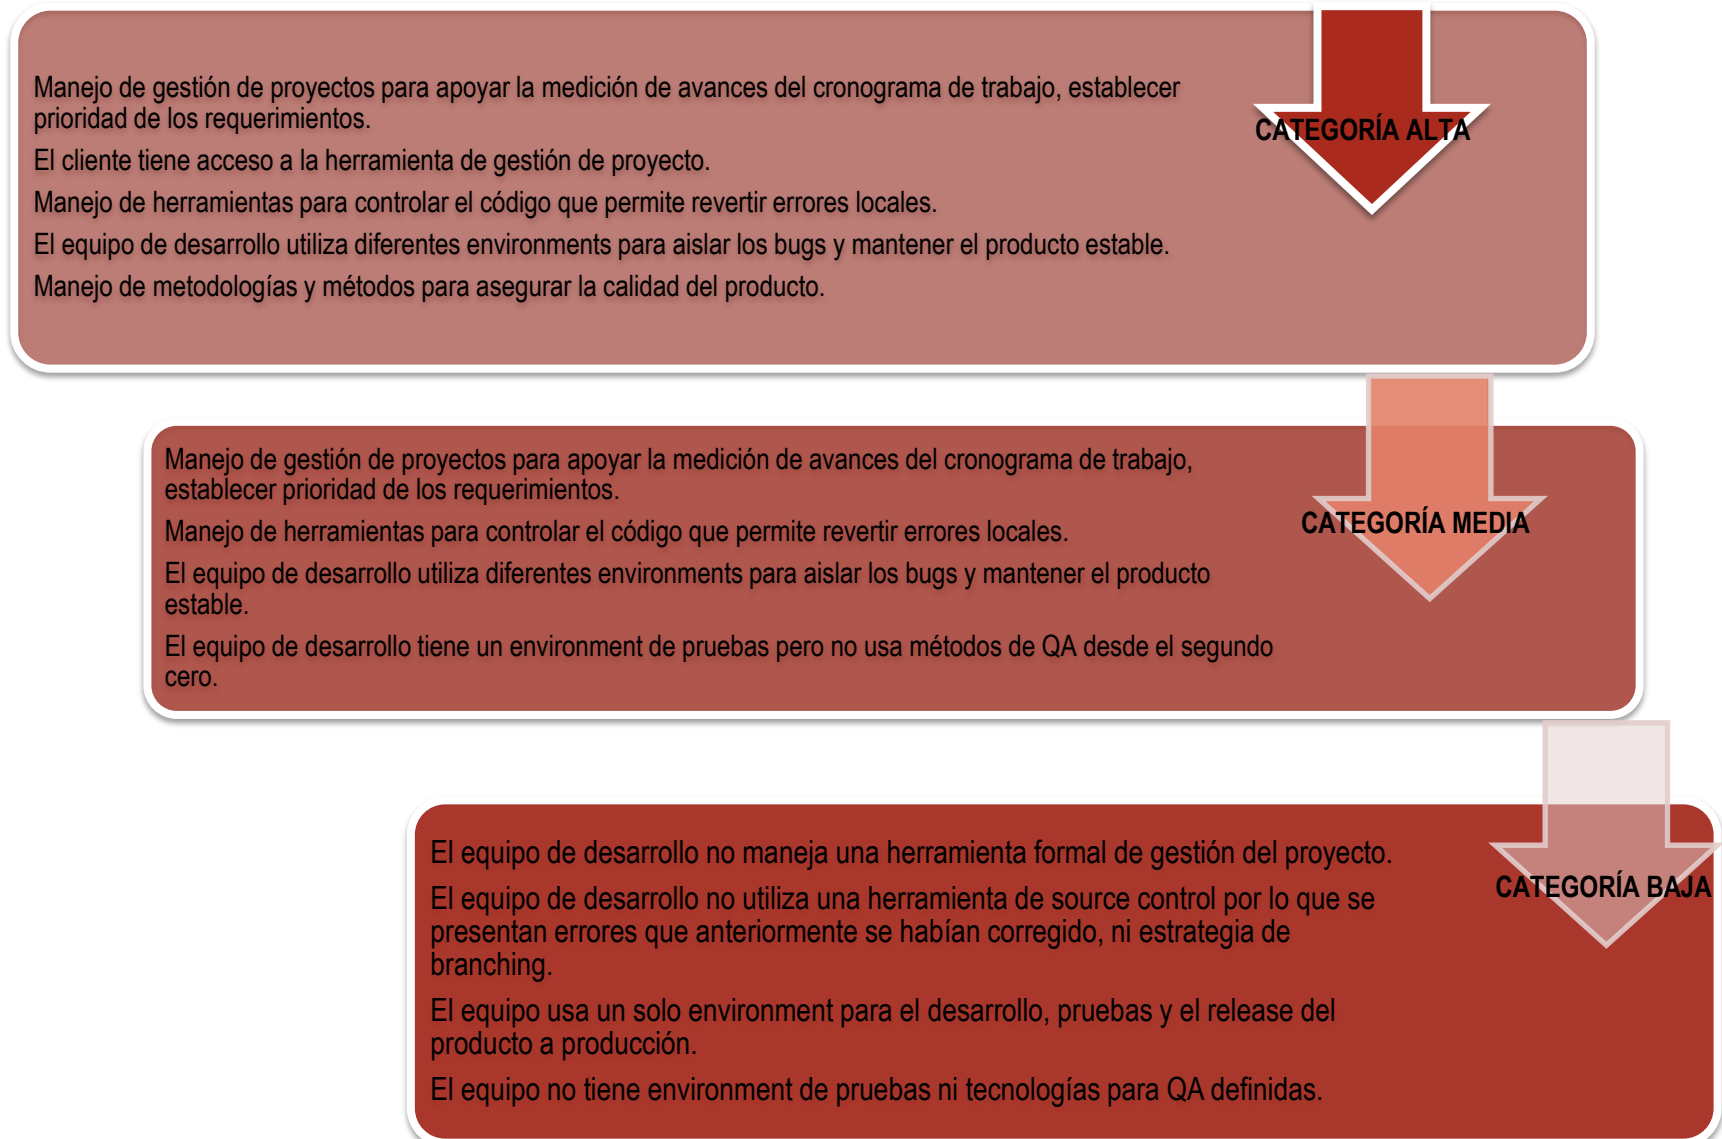 Manejo de gestión de proyectos para apoyar la medición de avances del cronograma de trabajo, establecer
prioridad de los requerimientos.
El cliente tiene acceso a la herramienta de gestión de proyecto.
Manejo de herramientas para controlar el código que permite revertir errores locales.
El equipo de desarrollo utiliza diferentes environments para aislar los bugs y mantener el producto estable.
Manejo de metodologías y métodos para asegurar la calidad del producto.
CATEGORÍA ALTA
Manejo de gestión de proyectos para apoyar la medición de avances del cronograma de trabajo,
establecer prioridad de los requerimientos.
Manejo de herramientas para controlar el código que permite revertir errores locales.
El equipo de desarrollo utiliza diferentes environments para aislar los bugs y mantener el producto
estable.
El equipo de desarrollo tiene un environment de pruebas pero no usa métodos de QA desde el segundo
cero.
CATEGORÍA MEDIA
El equipo de desarrollo no maneja una herramienta formal de gestión del proyecto.
El equipo de desarrollo no utiliza una herramienta de source control por lo que se
presentan errores que anteriormente se habían corregido, ni estrategia de
branching.
El equipo usa un solo environment para el desarrollo, pruebas y el release del
producto a producción.
El equipo no tiene environment de pruebas ni tecnologías para QA definidas.
CATEGORÍA BAJA